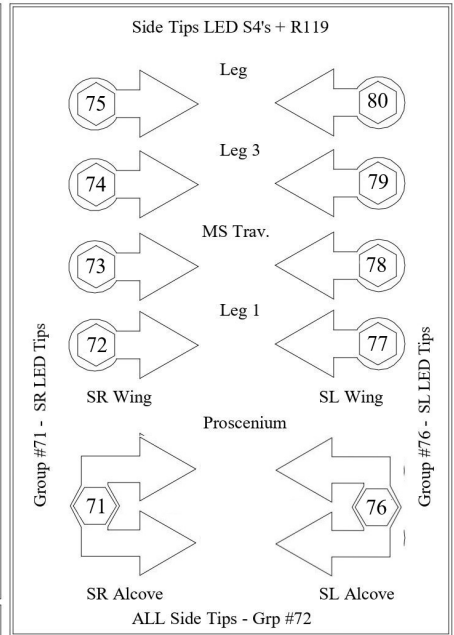 Side Tips LED S4's + R119
Leg
75
80
Leg 3
74
79
MS Trav.
73
78
Leg 1
72
77
SR Wing
SL Wing
Group #71 - SR LED Tips
Group #76 - SL LED Tips
Proscenium
71
76
SR Alcove
SL Alcove
ALL Side Tips - Grp #72